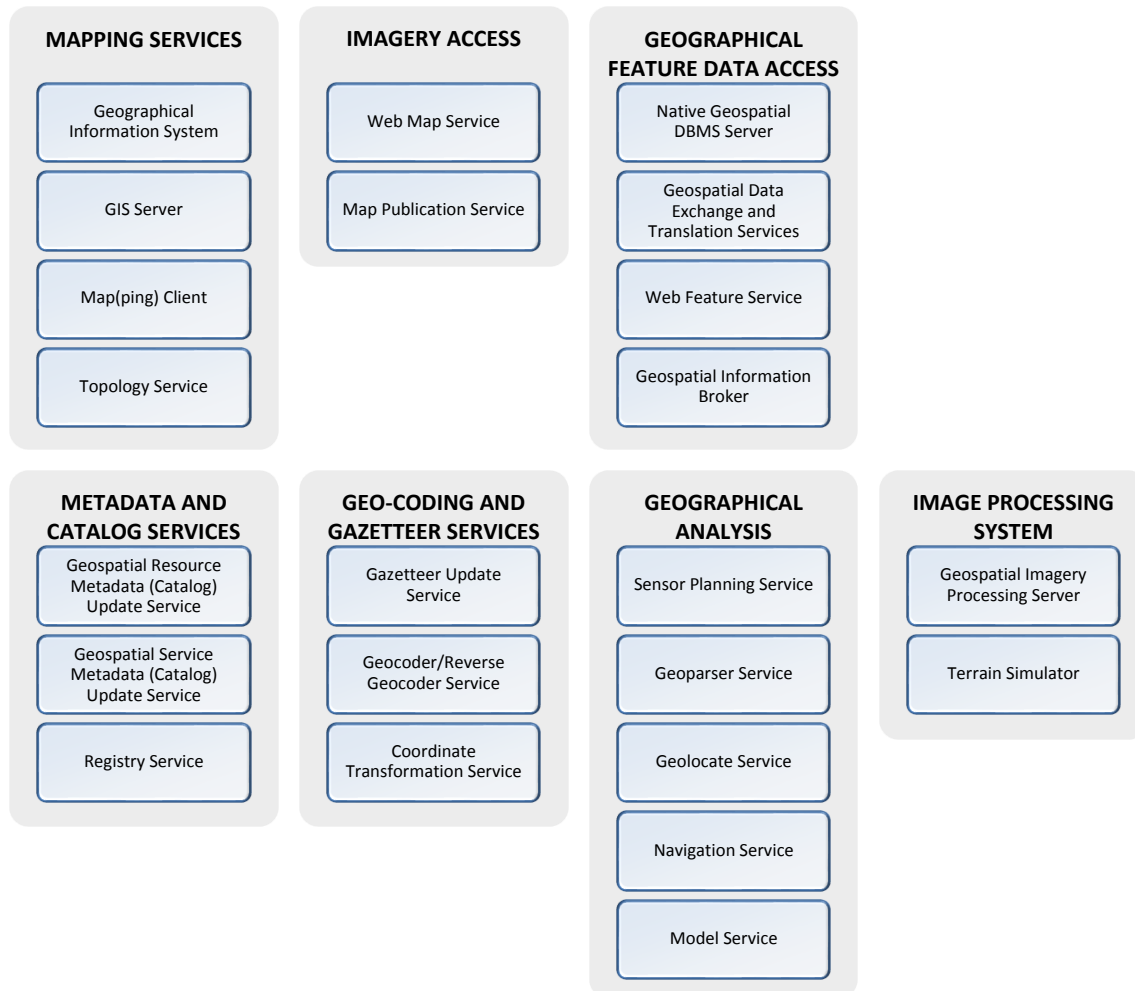 MAPPING SERVICES
Geographical
Information System
GIS Server
Map(ping) Client
Topology Service
IMAGERY ACCESS
Web Map Service
Map Publication Service
GEOGRAPHICAL
FEATURE DATA ACCESS
Native Geospatial
DBMS Server
Geospatial Data
Exchange and
Translation Services
Web Feature Service
Geospatial Information
Broker
METADATA AND
CATALOG SERVICES
Geospatial Resource
Metadata (Catalog)
Update Service
Geospatial Service
Metadata (Catalog)
Update Service
Registry Service
GEO-CODING AND
GAZETTEER SERVICES
Gazetteer Update
Service
Geocoder/Reverse
Geocoder Service
Coordinate
Transformation Service
GEOGRAPHICAL
ANALYSIS
Sensor Planning Service
Geoparser Service
Geolocate Service
Navigation Service
Model Service
IMAGE PROCESSING
SYSTEM
Geospatial Imagery
Processing Server
Terrain Simulator